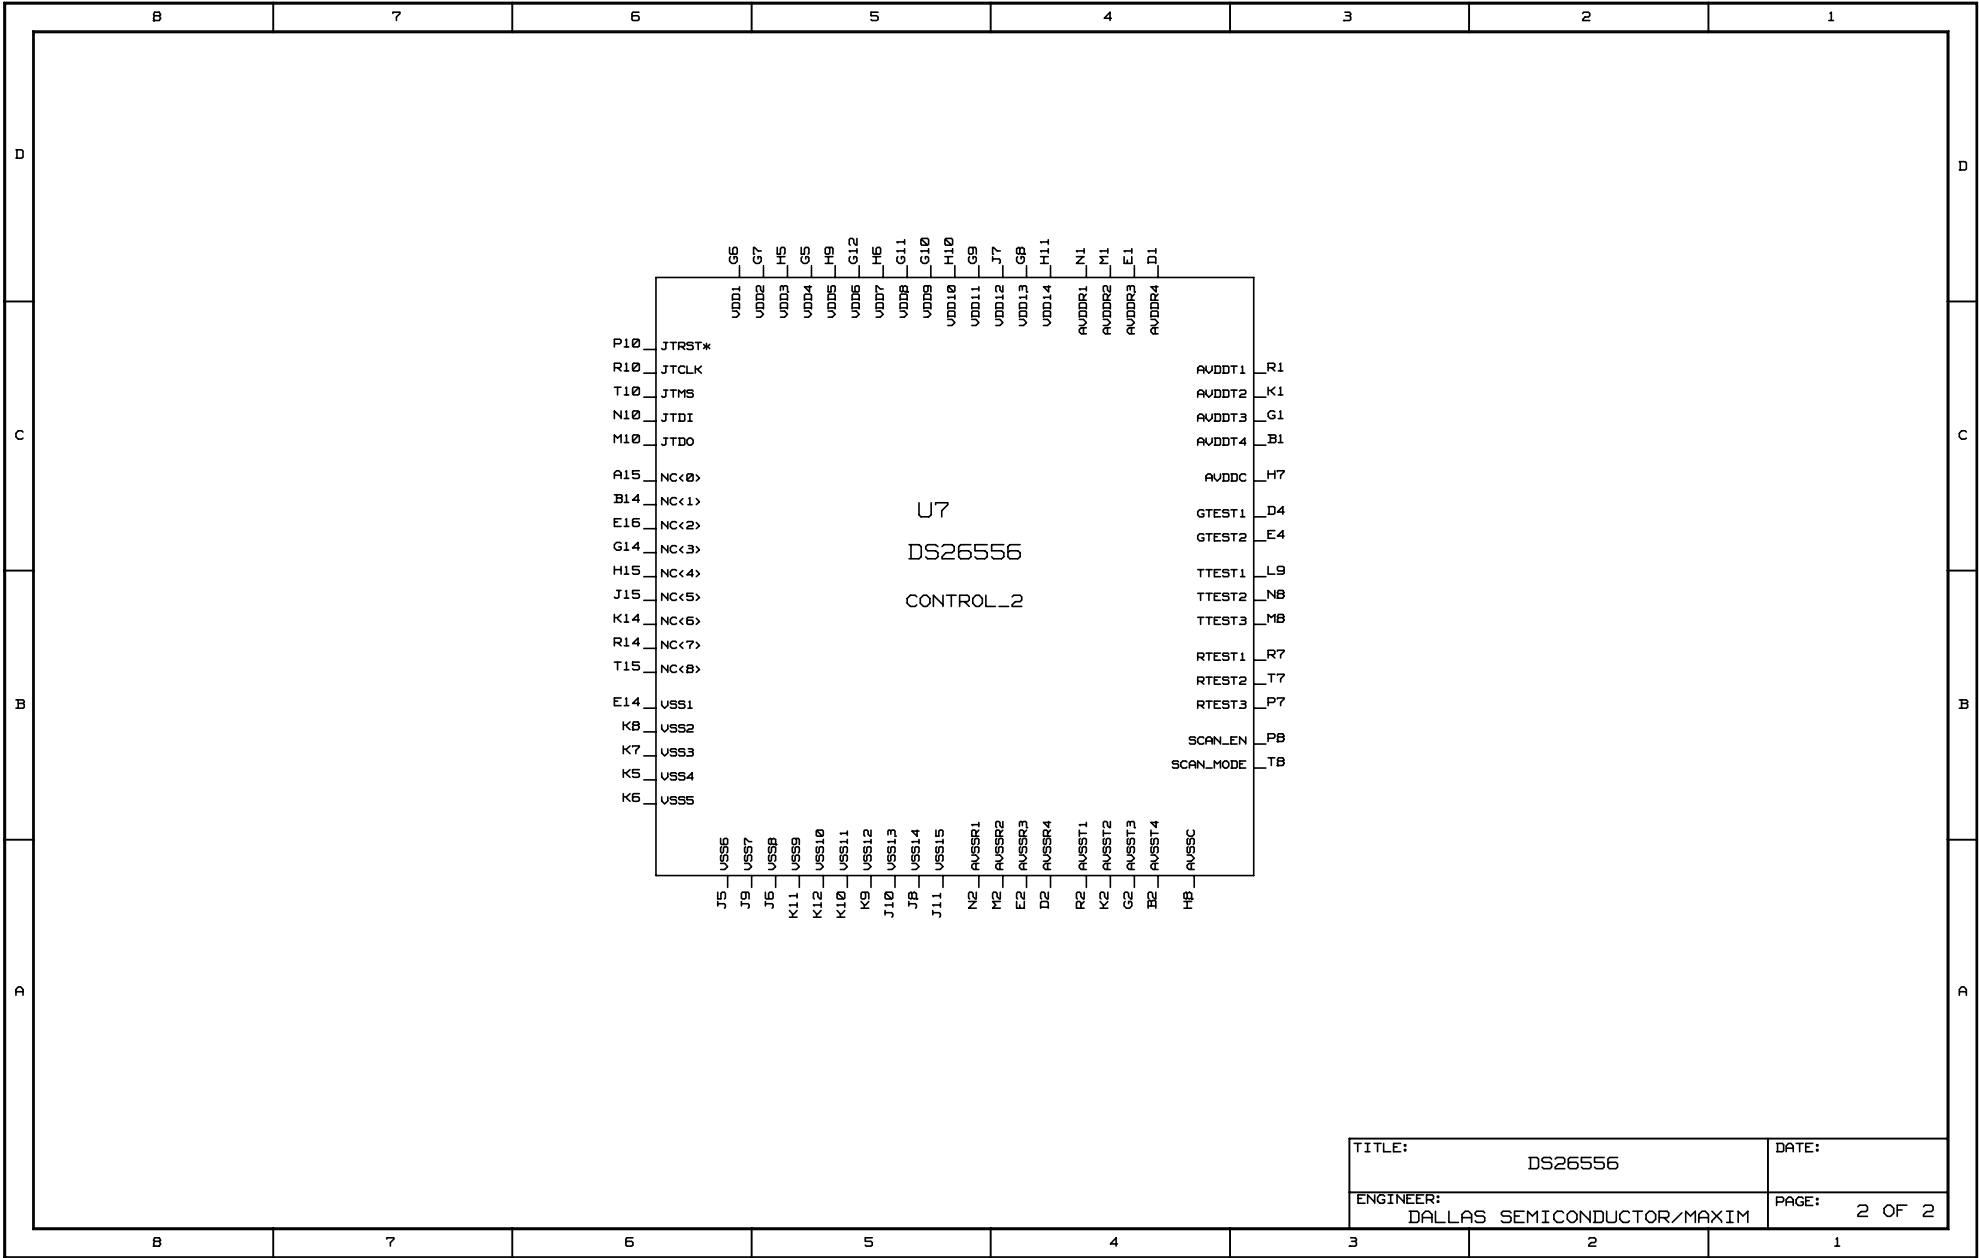 8 7 6 5 4 3 2 1
D D
G6 G7 H5 G5 H9 G12 H6 G11 G10 H10 G9 J7 G8 H11 N1 M1 E1 D1
VDD1 VDD2 VDD3 VDD4 VDD5 VDD6 VDD7 VDD8 VDD9 VDD10 VDD11 VDD12 VDD13 VDD14 AVDDR1 AVDDR2 AVDDR3 AVDDR4
P10 JTRST*
R10 JTCLK AVDDT1 R1
T10 JTMS AVDDT2 K1
N10 JTDI AVDDT3 G1
C M10 JTDO AVDDT4 B1 C
A15 NC<0> AVDDC H7
B14 NC<1>
U7
GTEST1 D4
E16 NC<2>
GTEST2 E4
G14 NC<3>
DS26556
H15 NC<4> TTEST1 L9
J15 NC<5> TTEST2 N8
CONTROL_2
K14 NC<6> TTEST3 M8
R14 NC<7>
RTEST1 R7
T15 NC<8>
RTEST2 T7
B E14 VSS1 RTEST3 P7 B
K8 VSS2
SCAN_EN P8
K7 VSS3
SCAN_MODE T8
K5 VSS4
K6 VSS5
VSS6 VSS7 VSS8 VSS9 VSS10 VSS11 VSS12 VSS13 VSS14 VSS15 AVSSR1 AVSSR2 AVSSR3 AVSSR4 AVSST1 AVSST2 AVSST3 AVSST4 AVSSC
J5 J9 J6 K11 K12 K10 K9 J10 J8 J11 N2 M2 E2 D2 R2 K2 G2 B2 H8
A A
TITLE: DATE:
DS26556
ENGINEER: PAGE:
DALLAS SEMICONDUCTOR/MAXIM 2 OF 2
8 7 6 5 4 3 2 1